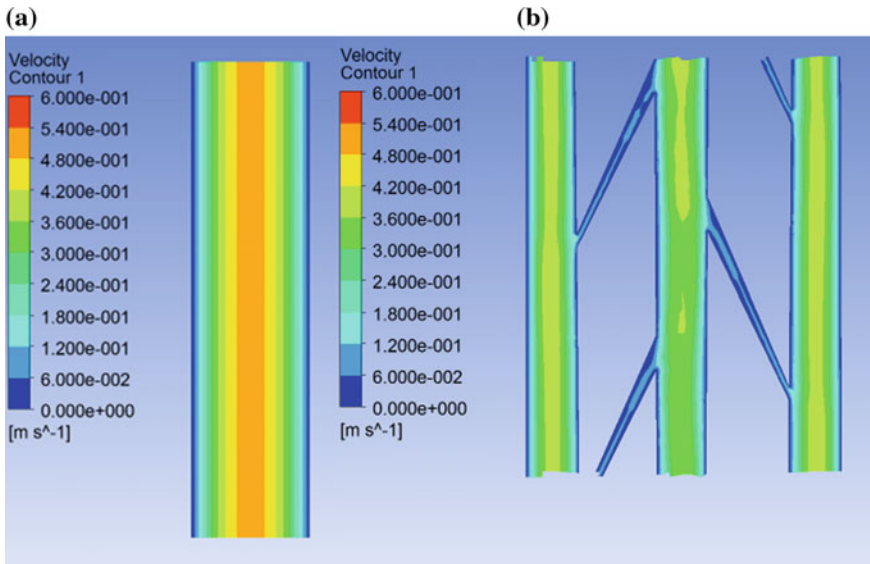 (a)
Velocity
Contour 1
6.000e-001
5.400e-001
4.800e-001
4.200e-001
3.600e-001
3.000e-001
2.400e-001
1.800e-001
1.200e-001
6.000e-002
0.000e+000
[m s^-1]
Velocity
Contour 1
6.000e-001
5.400e-001
4.800e-001
4.200e-001
3.600e-001
3.000e-001
2.400e-001
1.800e-001
1.200e-001
6.000e-002
0.000e+000
[m s^-1]
(b)